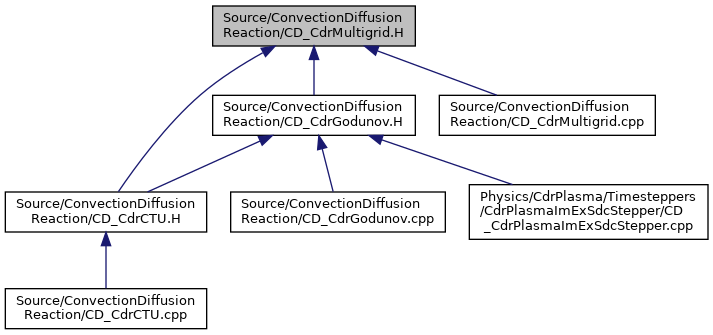 Source/ConvectionDiffusion
Reaction/CD_CdrMultigrid.H
Source/ConvectionDiffusion
Reaction/CD_CdrGodunov.H
Source/ConvectionDiffusion
Reaction/CD_CdrMultigrid.cpp
Source/ConvectionDiffusion
Reaction/CD_CdrCTU.H
Source/ConvectionDiffusion
Reaction/CD_CdrGodunov.cpp
Physics/CdrPlasma/Timesteppers
/CdrPlasmaImExSdcStepper/CD
_CdrPlasmaImExSdcStepper.cpp
Source/ConvectionDiffusion
Reaction/CD_CdrCTU.cpp